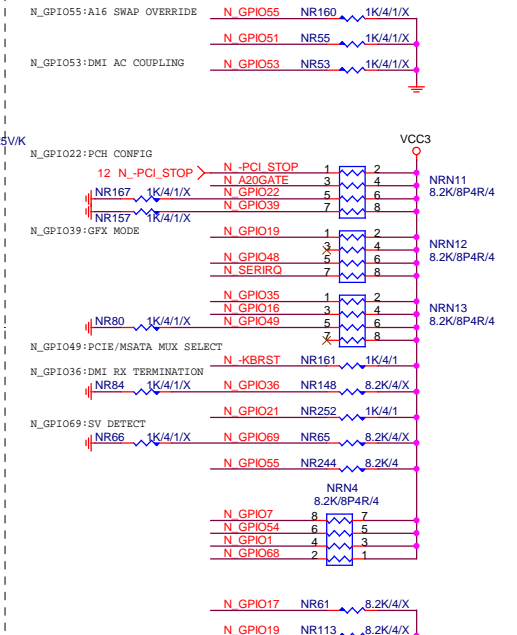 N_GPIO55:A16 SWAP OVERRIDE N_GPIO55 NR160 1K/4/1/X
N_GPIO51 NR55 1K/4/1/X
N_GPIO53:DMI AC COUPLING N_GPIO53 NR53 1K/4/1/X
5V/K VCC3
N_GPIO22:PCH CONFIG
12 N_-PCI_STOP N_-PCI_STOP 1 2
N_A20GATE 3 4 NRN11
NR167 1K/4/1/X N_GPIO22 5 6 8.2K/8P4R/4
NR157 1K/4/1/X N_GPIO39 7 8
N_GPIO39:GFX MODE N_GPIO19 1 2
3 4 NRN12
N_GPIO48 5 6 8.2K/8P4R/4
N_SERIRQ 7 8
N_GPIO35 1 2
N_GPIO16 3 4 NRN13
NR80 1K/4/1/X N_GPIO49 5 6 8.2K/8P4R/4
7 8
N_GPIO49:PCIE/MSATA MUX SELECT
N_-KBRST NR161 1K/4/1
N_GPIO36:DMI RX TERMINATION
NR84 1K/4/1/X N_GPIO36 NR148 8.2K/4/X
N_GPIO21 NR252 1K/4/1
N_GPIO69:SV DETECT
NR66 1K/4/1/X N_GPIO69 NR65 8.2K/4/X
N_GPIO55 NR244 8.2K/4
NRN4
8.2K/8P4R/4
N_GPIO7 8 7
N_GPIO54 6 5
N_GPIO1 4 3
N_GPIO68 2 1
N_GPIO17 NR61 8.2K/4/X
N_GPIO19 NR113 8.2K/4/X